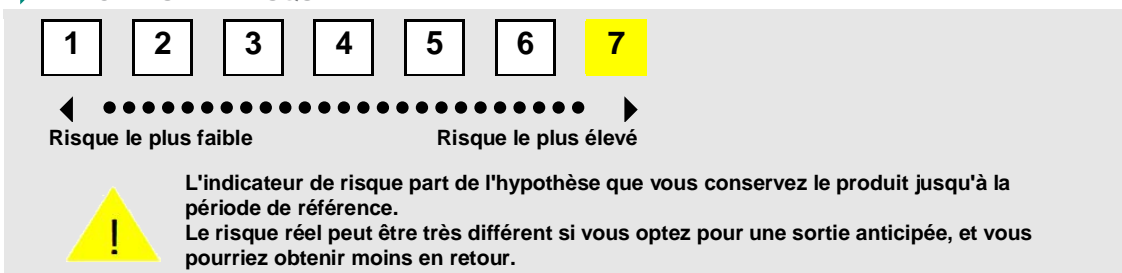 1 2 3 4 5 6 7
Risque le plus faible Risque le plus élevé
L'indicateur de risque part de l'hypothèse que vous conservez le produit jusqu'à la
période de référence.
Le risque réel peut être très différent si vous optez pour une sortie anticipée, et vous
! pourriez obtenir moins en retour.